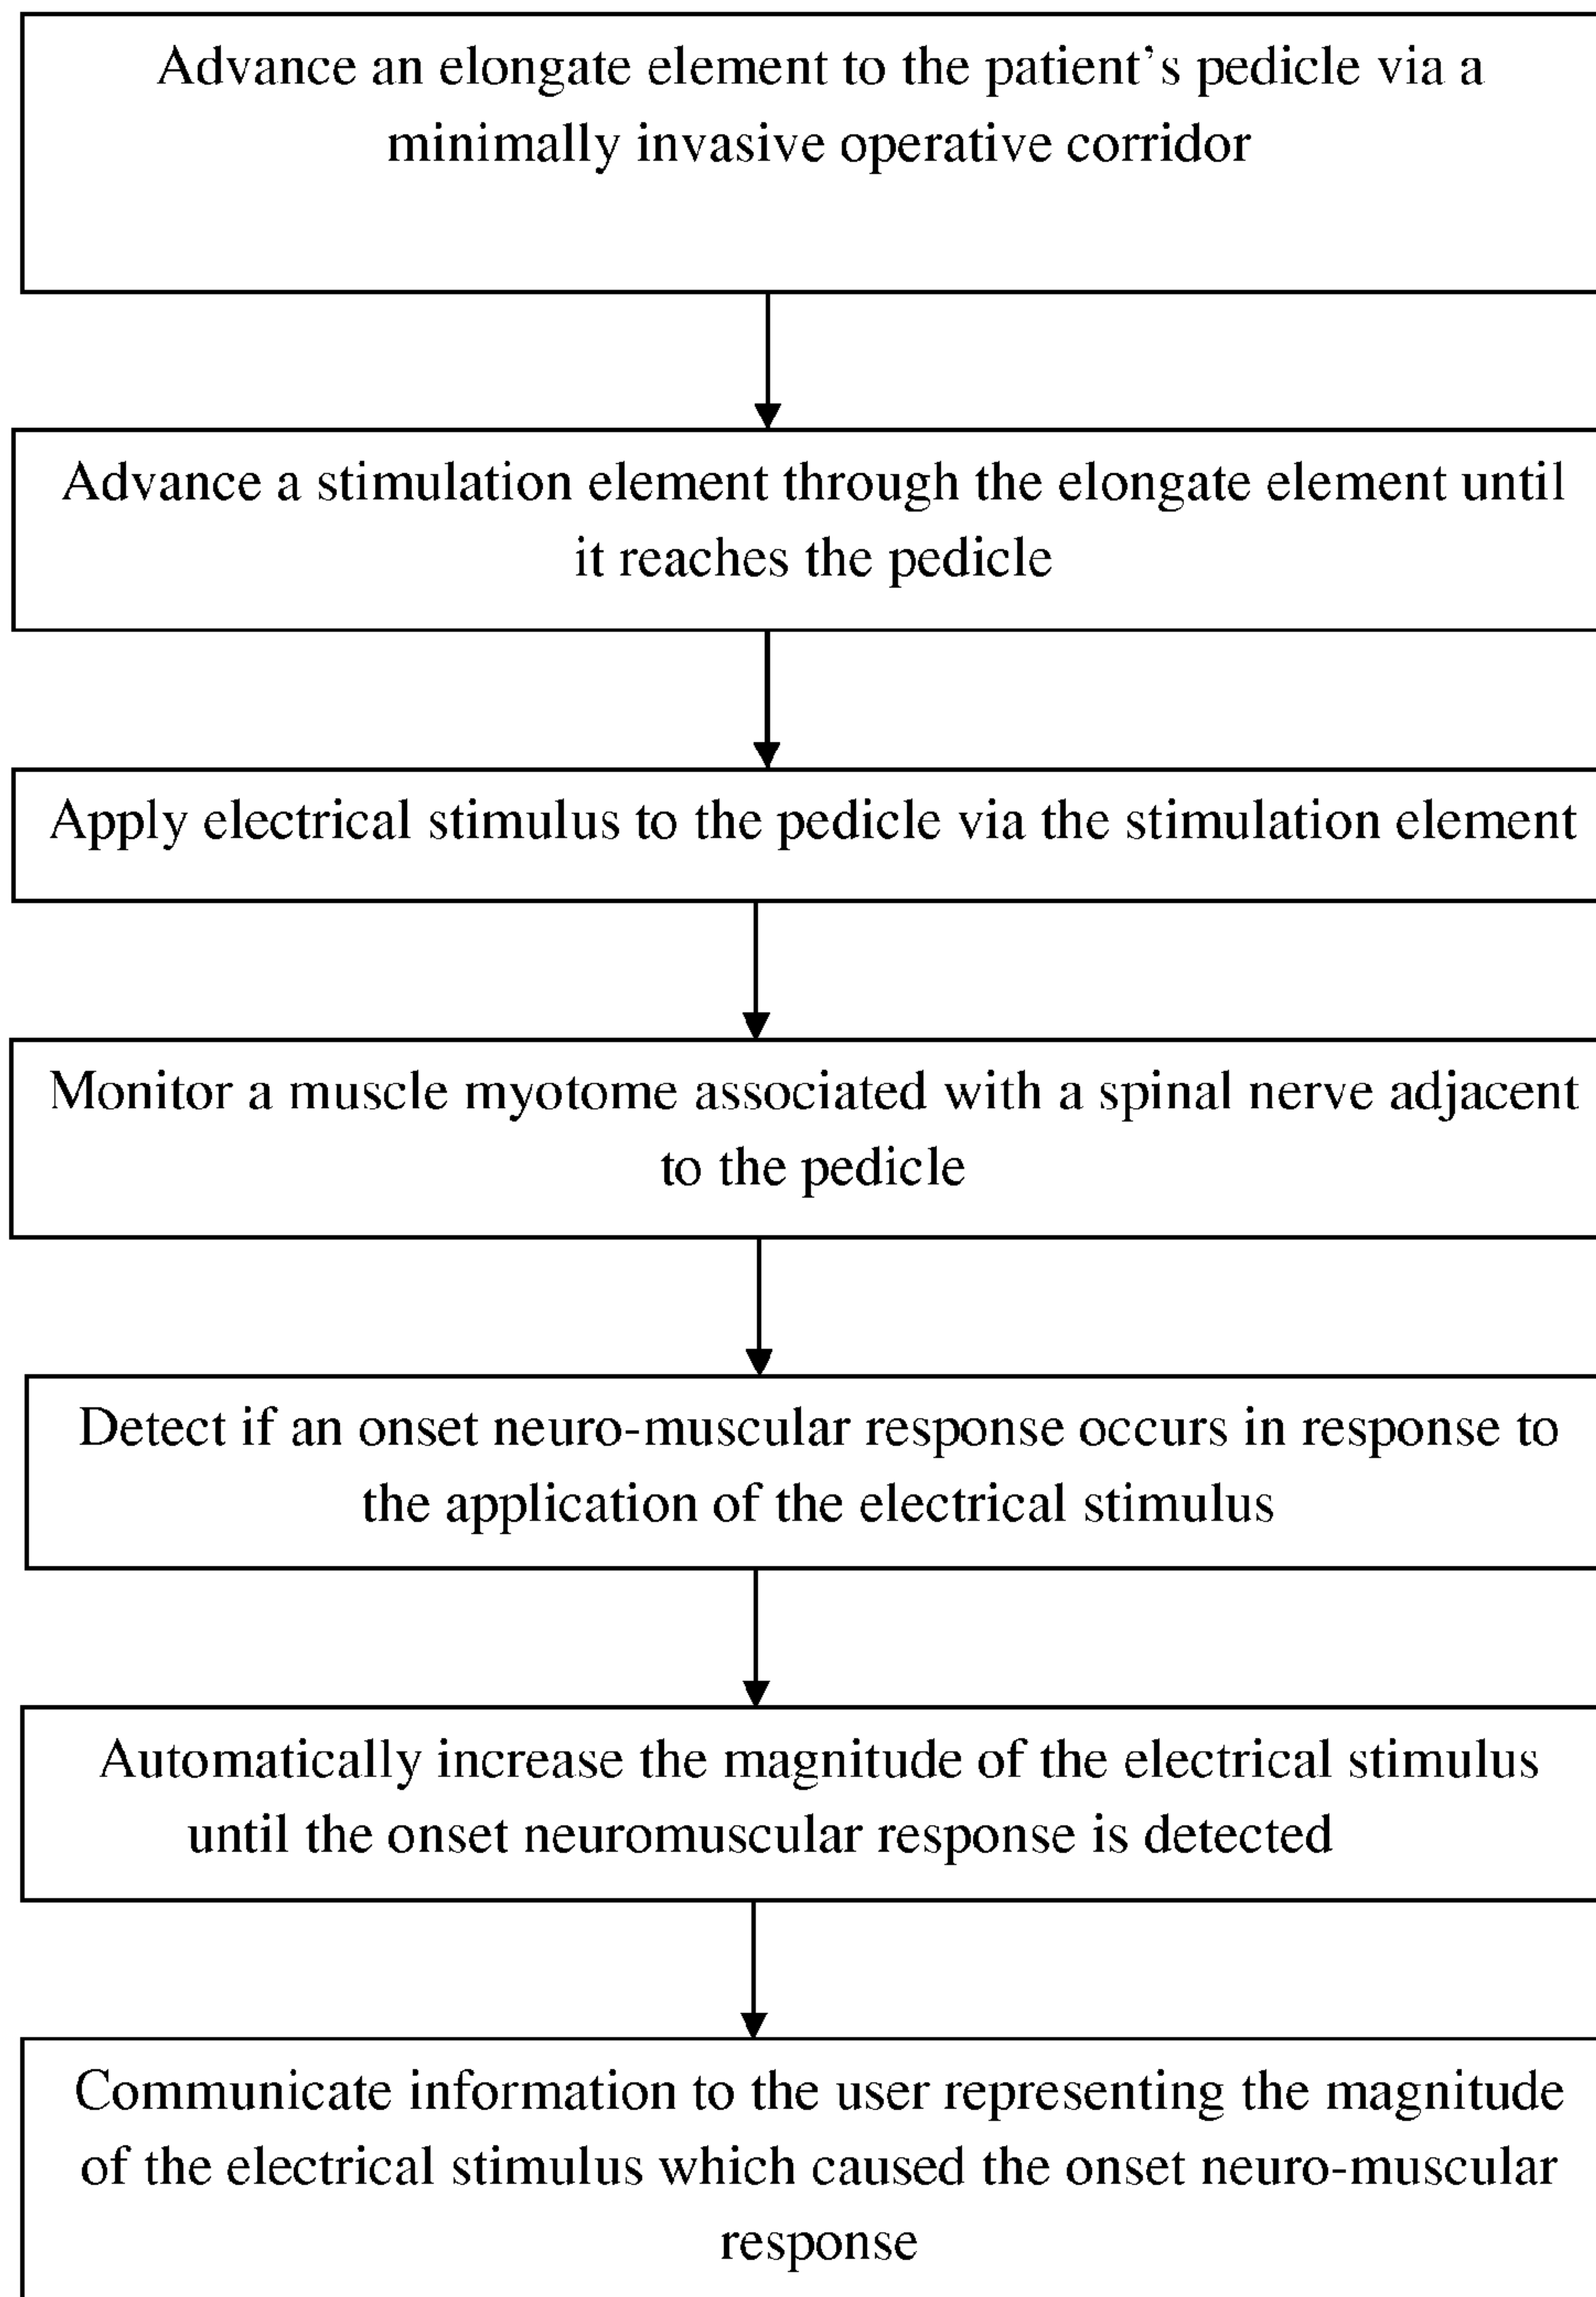 Advance an elongate element to the patient's pedicle via a
minimally invasive operative corridor
Advance a stimulation element through the elongate element until
it reaches the pedicle
Apply electrical stimulus to the pedicle via the stimulation element
Monitor a muscle myotome associated with a spinal nerve adjacent
to the pedicle
Detect if an onset neuro-muscular response occurs in response to
the application of the electrical stimulus
Automatically increase the magnitude of the electrical stimulus
until the onset neuromuscular response is detected
Communicate information to the user representing the magnitude
of the electrical stimulus which caused the onset neuro-muscular
response